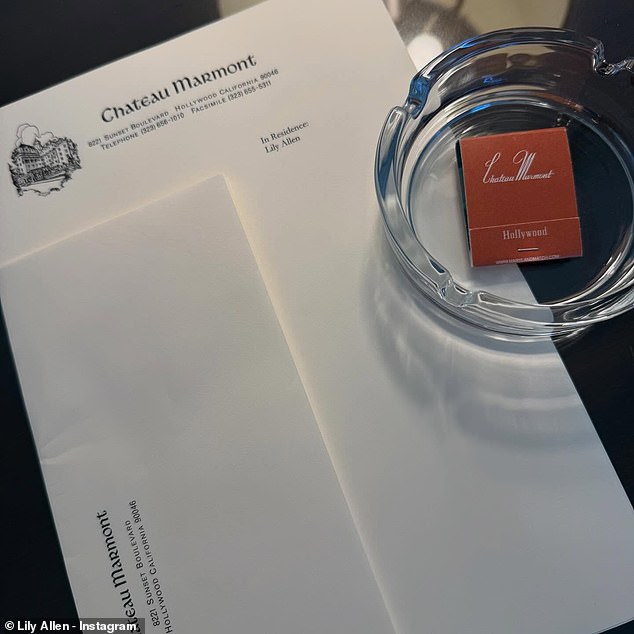 Chateau Marmont
8221 Sunset Boulevard Hollywood California 90046
Telephone (323) 656-1010 Facsimile (323) 655-5311
In Residence:
Lily Allen
Chateau Marmont
Hollywood
eau Marmont
8221 Sunset Boulevard
Hollywood California 90046
© Lily Allen - Instagram